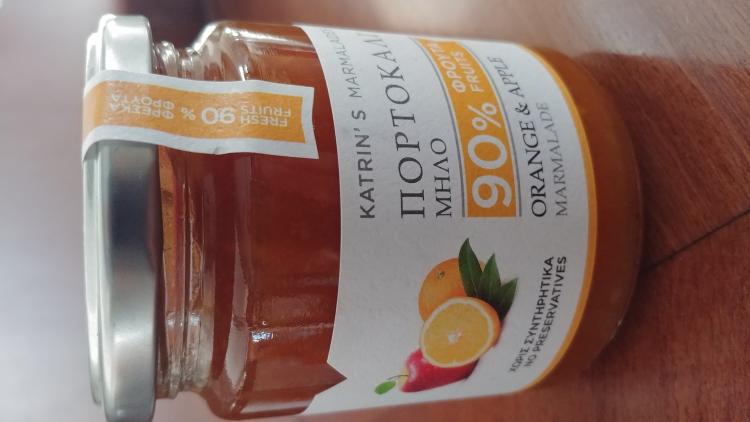 KATRIN'S MARMALADE
ΠΟΡΤΟΚΑΛΙ
ΜΗΛΟ
90% ΦΡΟΥΤΑ
FRUITS
ORANGE & APPLE
MARMALADE
ΧΩΡΙΣ ΣΥΝΤΗΡΗΤΙΚΑ
NO PRESERVATIVES
FRESH
FRUITS
90 %
ΦΡΕΣΚΑ
ΦΡΟΥΤΑ